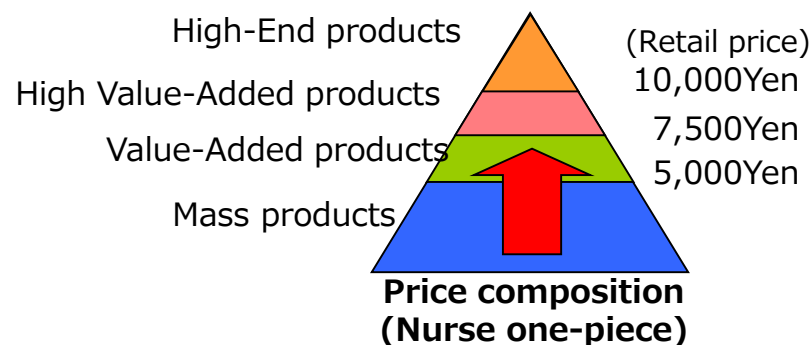 High-End products
(Retail price)
10,000Yen
High Value-Added products
7,500Yen
Value-Added products
5,000Yen
Mass products
Price composition
(Nurse one-piece)